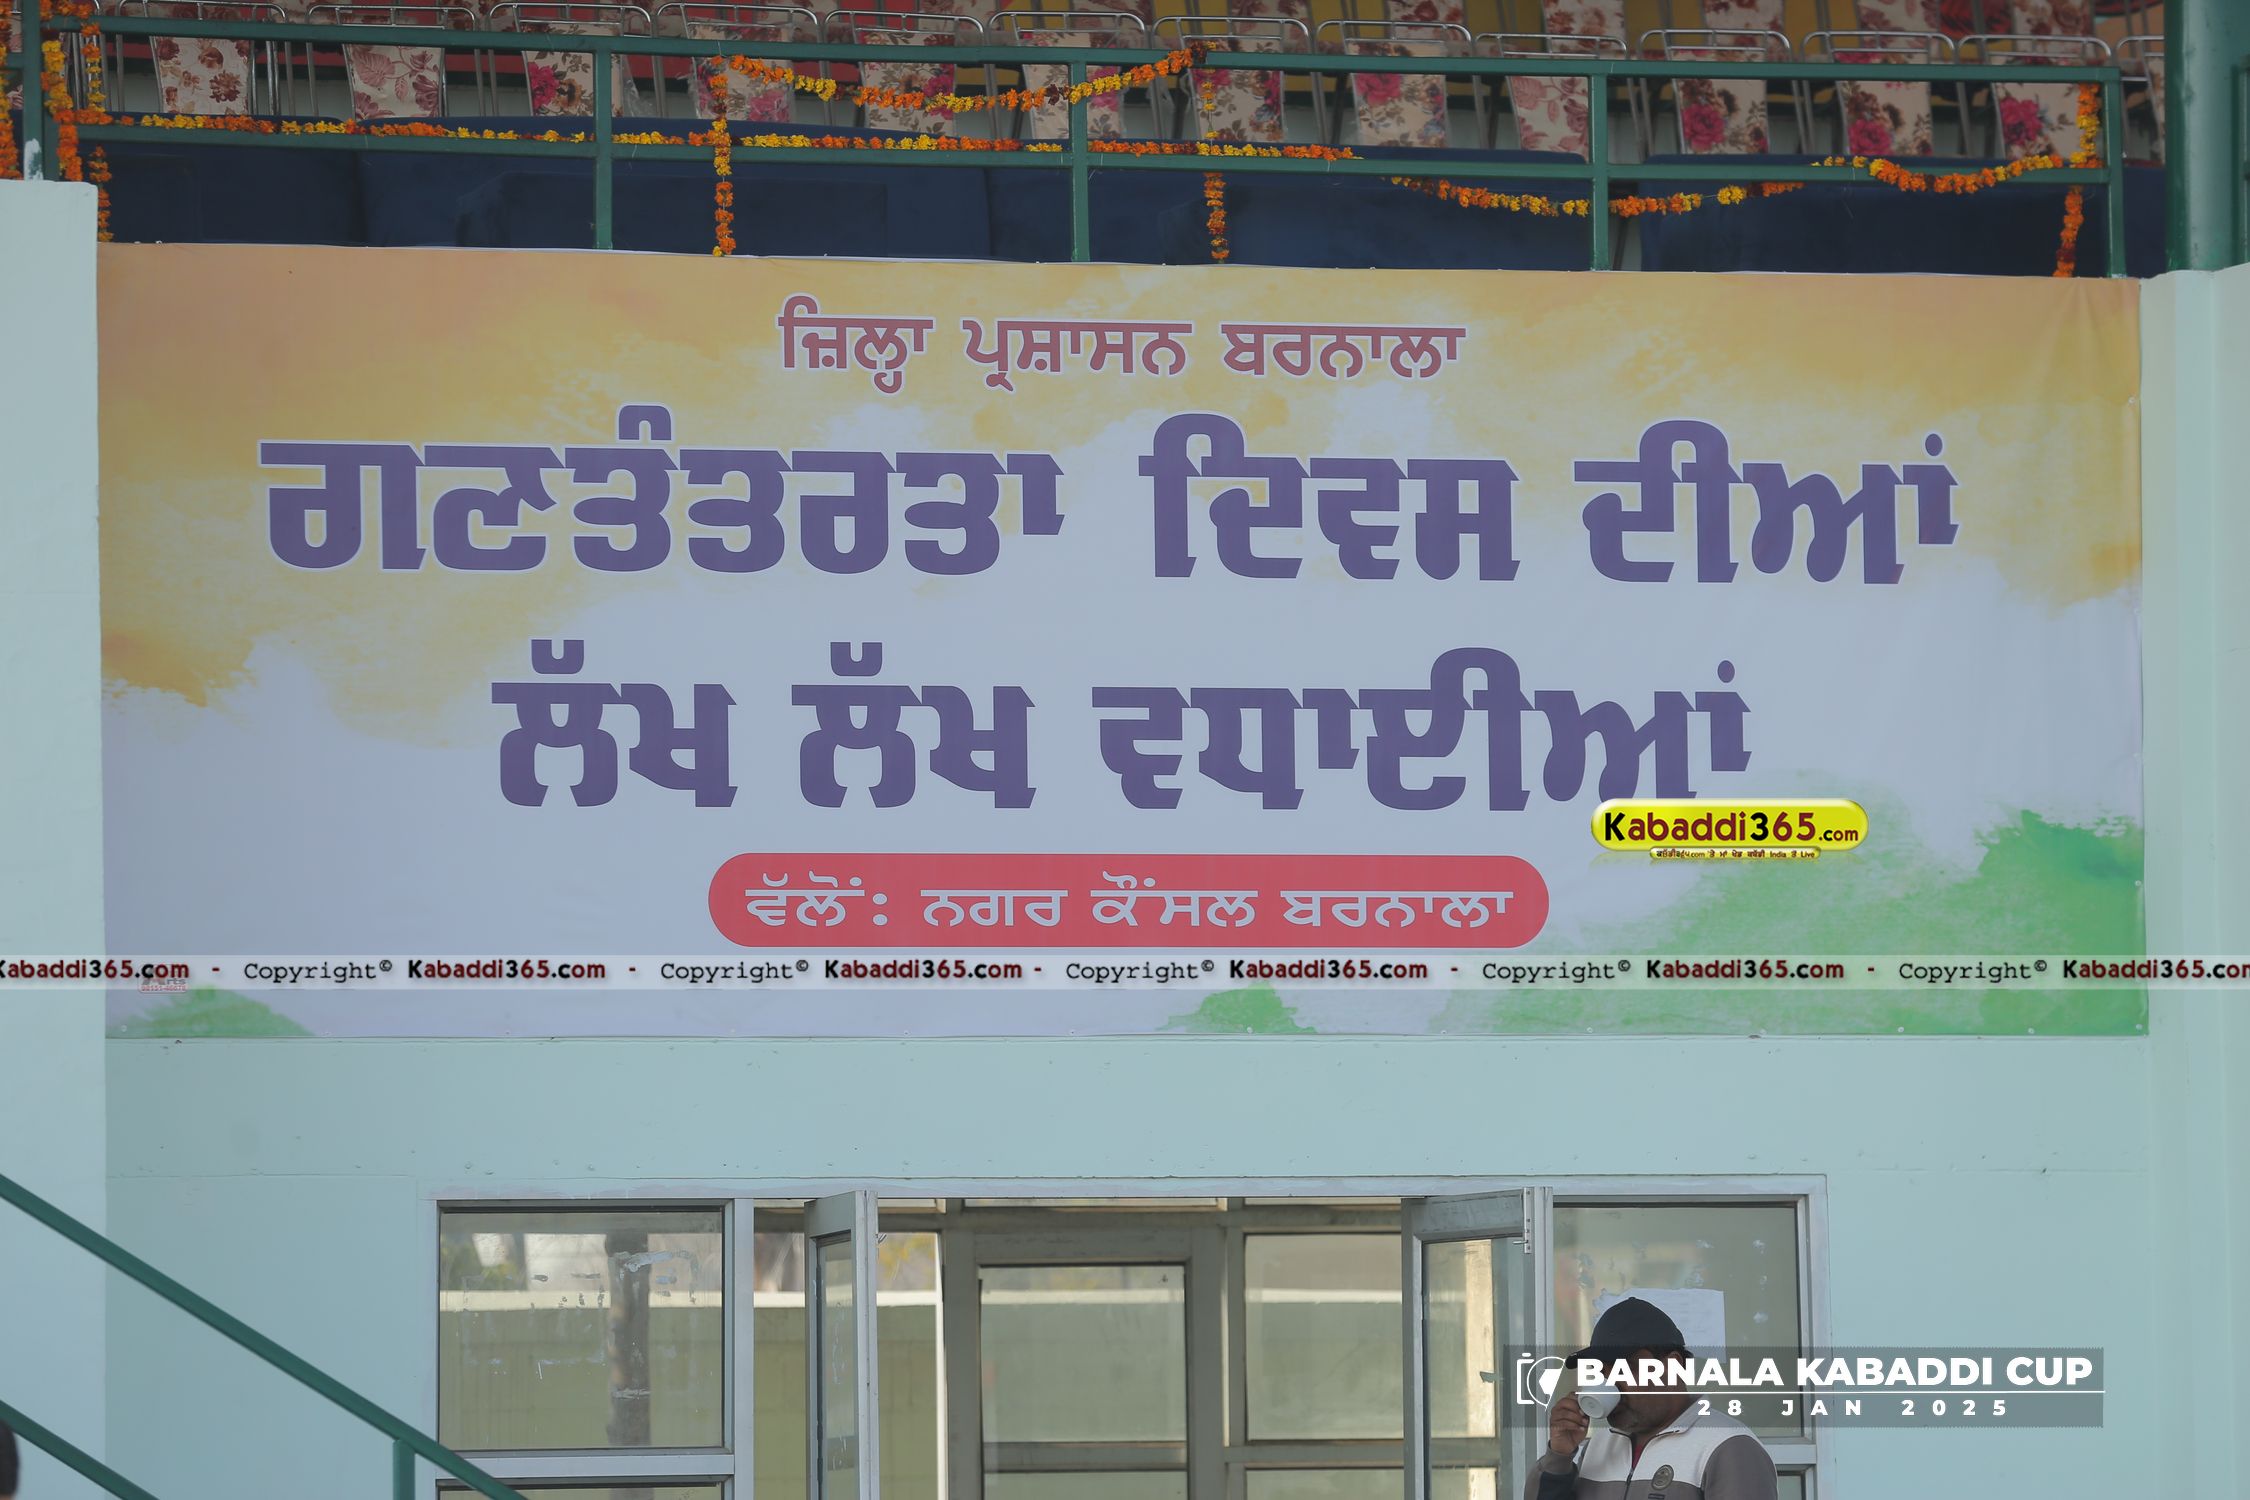 ਜ਼ਿਲ੍ਹਾ ਪ੍ਰਸ਼ਾਸਨ ਬਰਨਾਲਾ
ਗਣਤੰਤਰਤਾ ਦਿਵਸ ਦੀਆਂ
ਲੱਖ ਲੱਖ ਵਧਾਈਆਂ
Kabaddi365.com
ਵੱਲੋਂ: ਨਗਰ ਕੌਂਸਲ ਬਰਨਾਲਾ
Kabaddi365.com - Copyright© Kabaddi365.com - Copyright© Kabaddi365.com - Copyright© Kabaddi365.com - Copyright© Kabaddi365.com - Copyright© Kabaddi365.com
BARNALA KABADDI CUP
28 JAN 2025